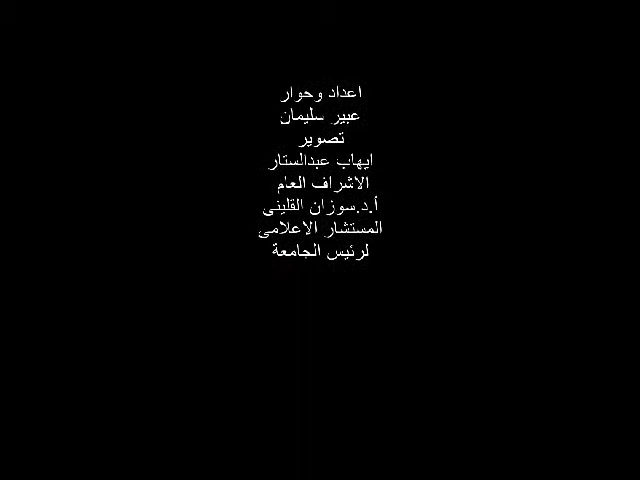 اعداد وحوار
عبير سليمان
تصوير
ايهاب عبدالستار
الاشراف العام
أ.د.سوزان القلينى
المستشار الاعلامى
لرئيس الجامعة